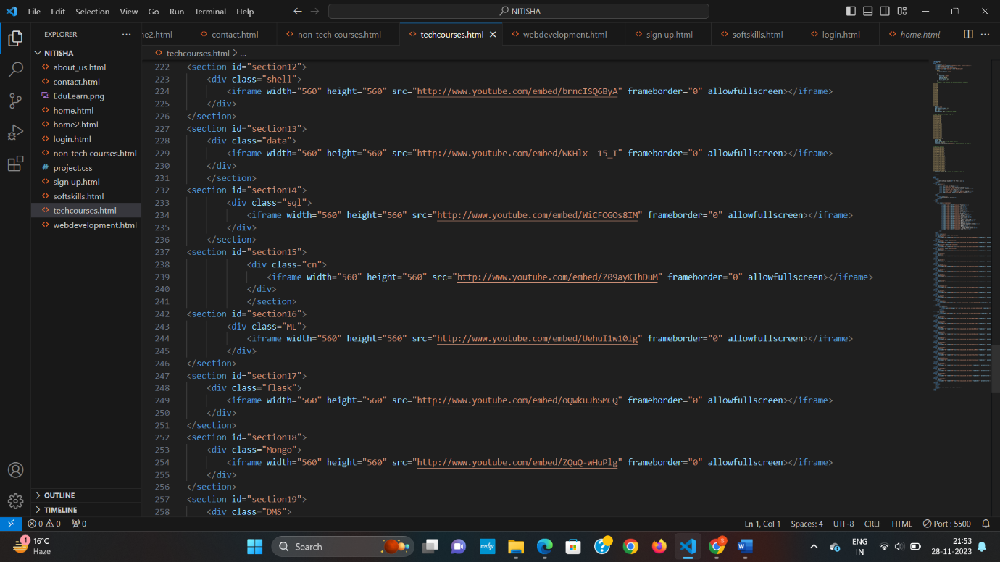 File Edit Selection View Go Run Terminal Help
NITISHA
EXPLORER
me2.html contact.html non-tech courses.html techcourses.html webdevelopment.html sign up.html softskills.html login.html home.html
techcourses.html > ...
NITISHA
about_us.html
contact.html
EduLearn.png
home.html
home2.html
login.html
non-tech courses.html
project.css
sign up.html
softskills.html
techcourses.html
webdevelopment.html
OUTLINE
TIMELINE
222 <section id="section12">
223 <div class="shell">
224 <iframe width="560" height="560" src="http://www.youtube.com/embed/brncISQ6ByA" frameborder="0" allowfullscreen></iframe>
225 </div>
226 </section>
227 <section id="section13">
228 <div class="data">
229 <iframe width="560" height="560" src="http://www.youtube.com/embed/WKHlx--15_I" frameborder="0" allowfullscreen></iframe>
230 </div>
231 </section>
232 <section id="section14">
233 <div class="sql">
234 <iframe width="560" height="560" src="http://www.youtube.com/embed/WiCFOGOs8IM" frameborder="0" allowfullscreen></iframe>
235 </div>
236 </section>
237 <section id="section15">
238 <div class="cn">
239 <iframe width="560" height="560" src="http://www.youtube.com/embed/Z09ayKIhDuM" frameborder="0" allowfullscreen></iframe>
240 </div>
241 </section>
242 <section id="section16">
243 <div class="ML">
244 <iframe width="560" height="560" src="http://www.youtube.com/embed/UehuI1w10lg" frameborder="0" allowfullscreen></iframe>
245 </div>
246 </section>
247 <section id="section17">
248 <div class="flask">
249 <iframe width="560" height="560" src="http://www.youtube.com/embed/oQWkuJhSMCQ" frameborder="0" allowfullscreen></iframe>
250 </div>
251 </section>
252 <section id="section18">
253 <div class="Mongo">
254 <iframe width="560" height="560" src="http://www.youtube.com/embed/ZQuQ-wHuPlg" frameborder="0" allowfullscreen></iframe>
255 </div>
256 </section>
257 <section id="section19">
258 <div class="DMS">
0 0 0 Ln 1, Col 1 Spaces: 4 UTF-8 CRLF HTML Port : 5500
1 16°C
Haze
Search
myhp
S
ENG
IN
21:53
28-11-2023